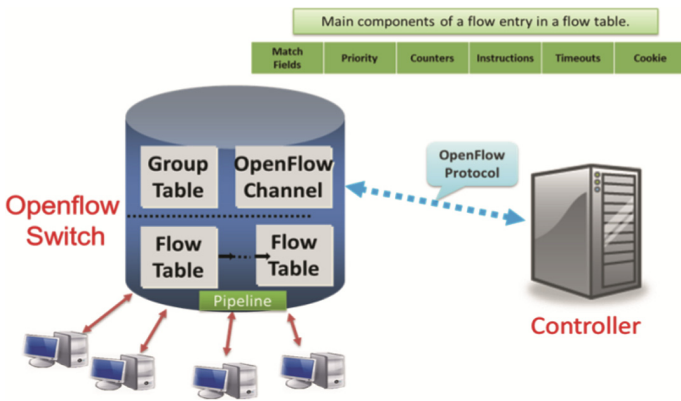 Main components of a flow entry in a flow table.
Match
Fields
Priority
Counters
Instructions
Timeouts
Cookie
Group
Table
OpenFlow
Channel
OpenFlow
Protocol
Openflow
Switch
Flow
Table
Flow
Table
Pipeline
Controller